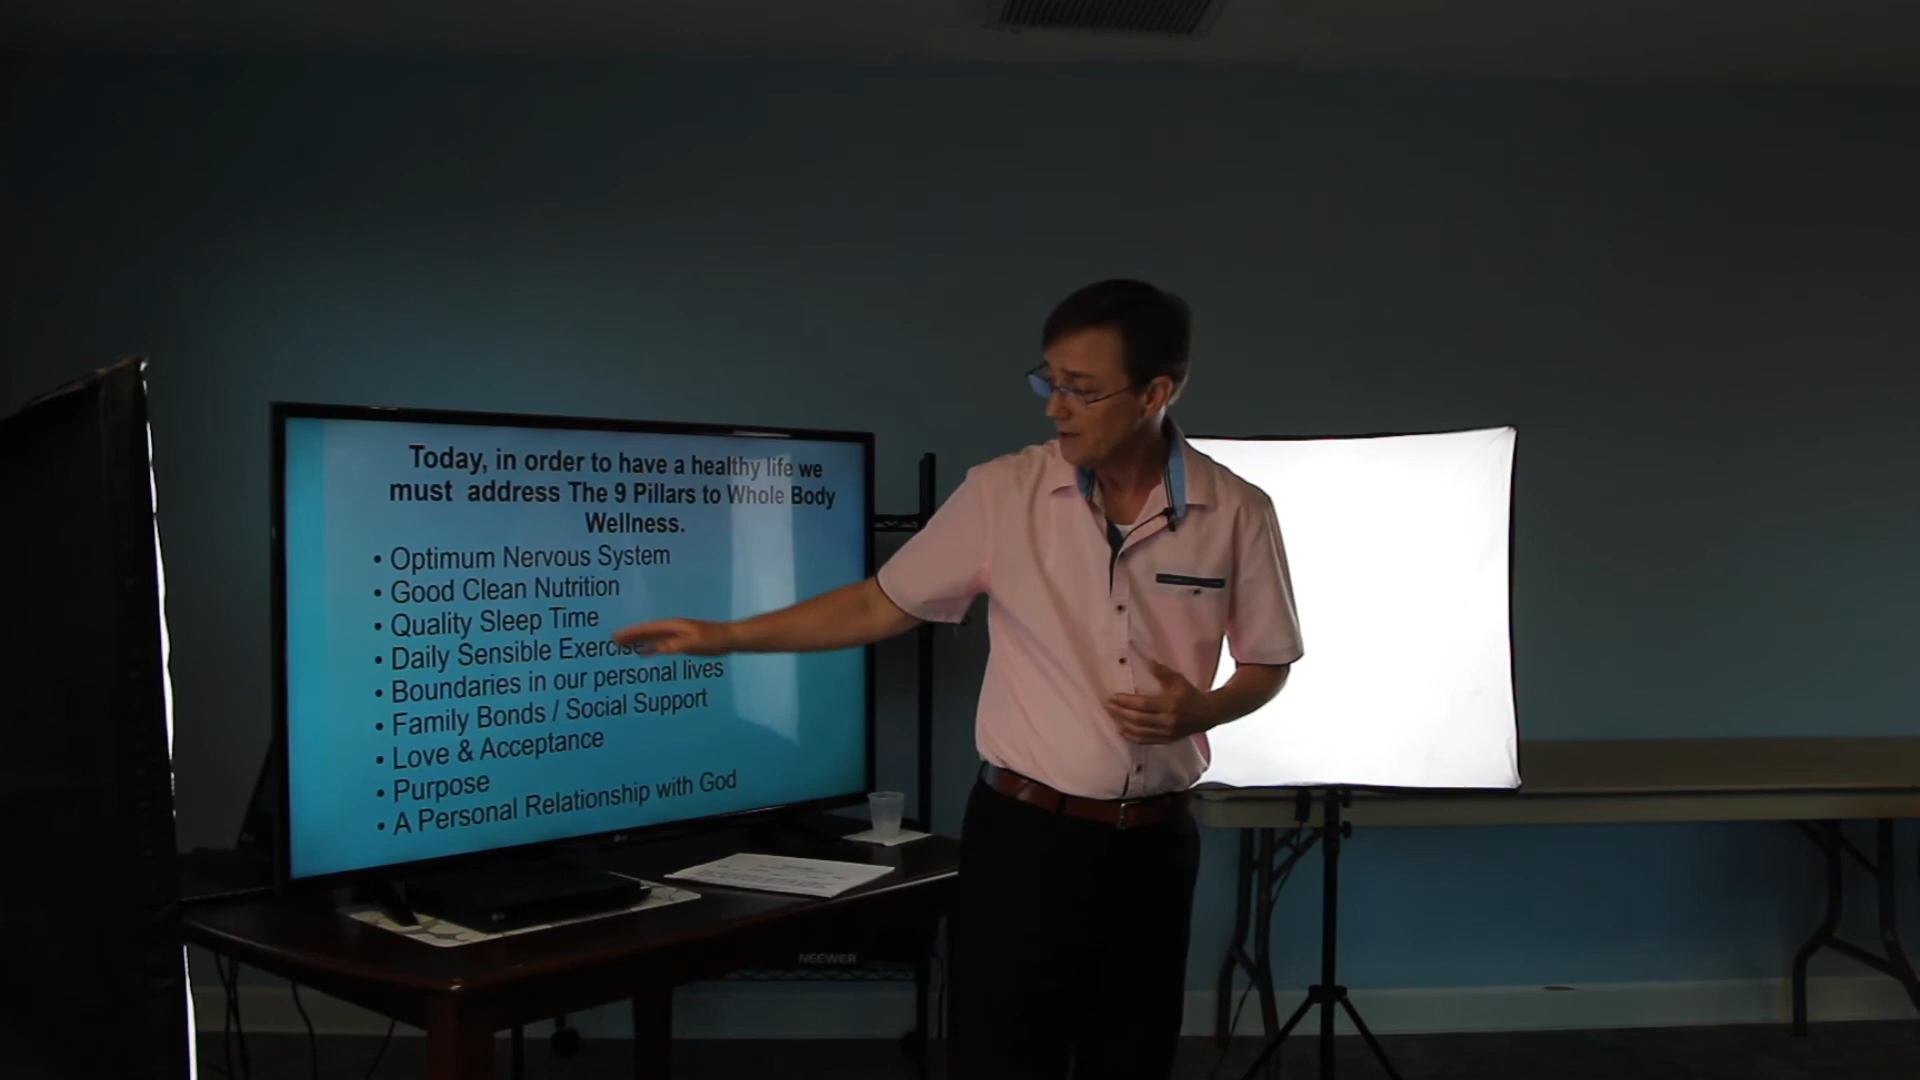 Today, in order to have a healthy life we
must address The 9 Pillars to Whole Body
Wellness.
• Optimum Nervous System
• Good Clean Nutrition
• Quality Sleep Time
• Daily Sensible Exercise
• Boundaries in our personal lives
• Family Bonds / Social Support
• Love & Acceptance
• Purpose
• A Personal Relationship with God
LG
NEEWER